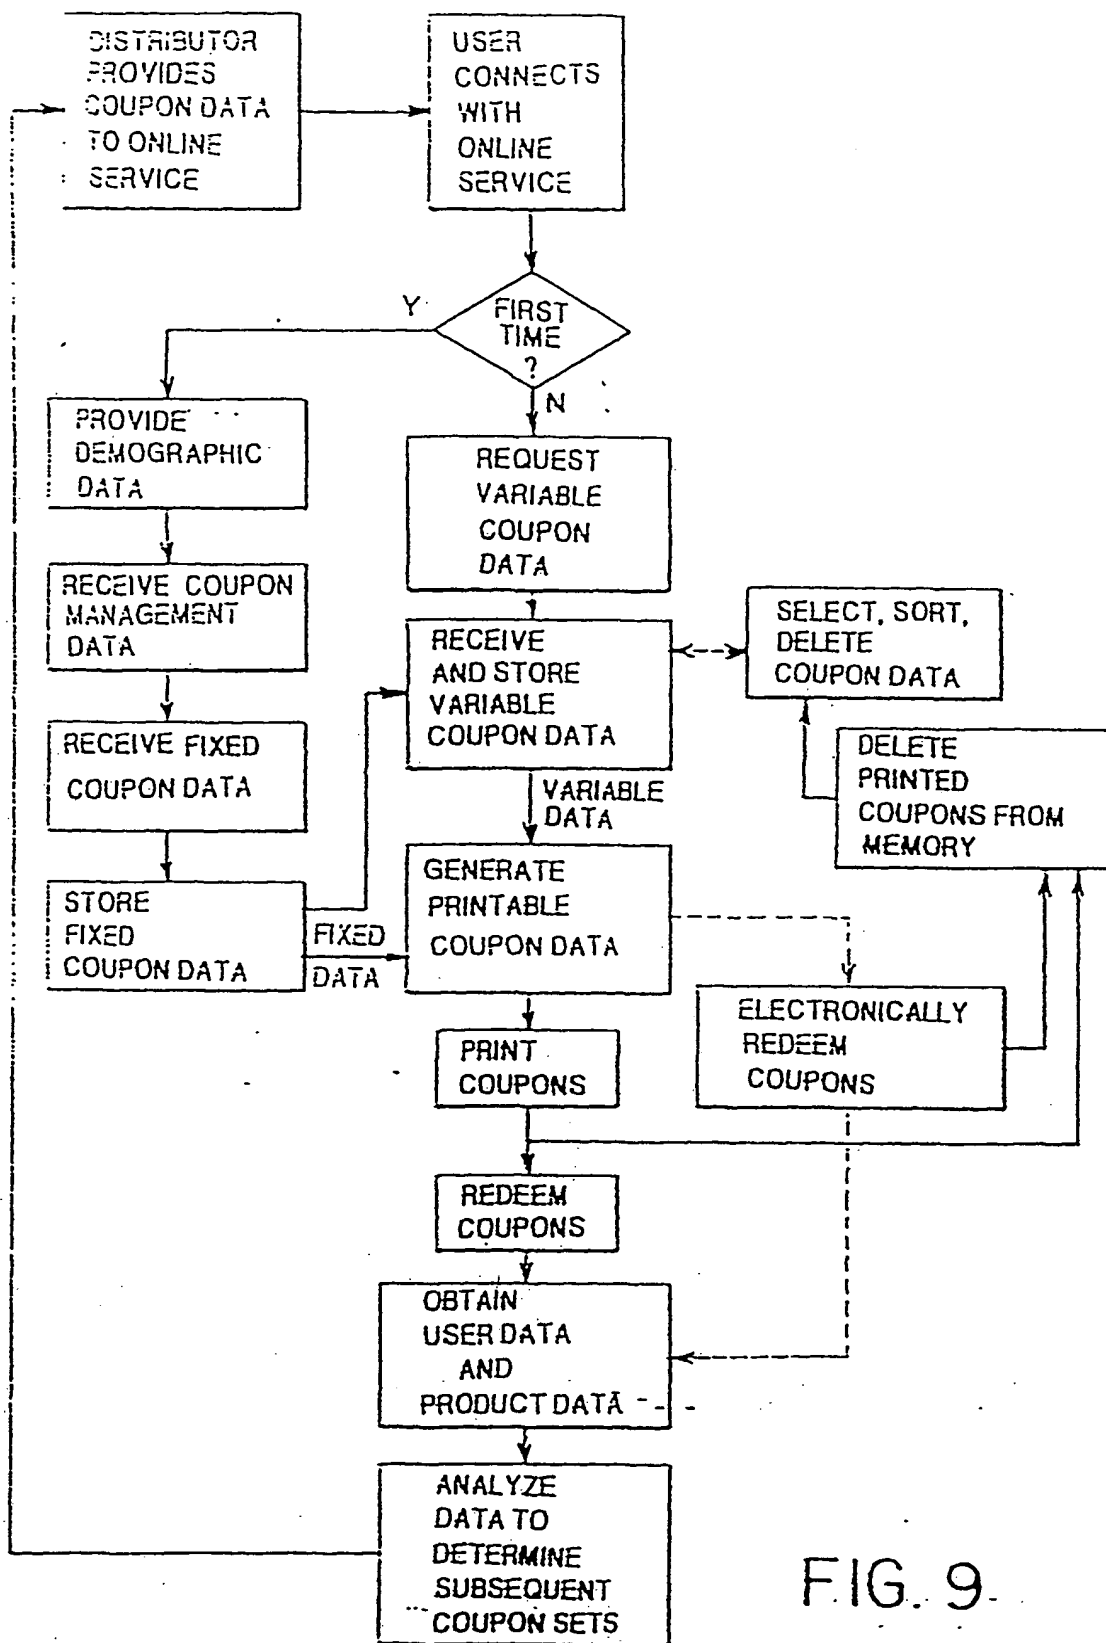 DISTRIBUTOR
PROVIDES
COUPON DATA
TO ONLINE
SERVICE
USER
CONNECTS
WITH
ONLINE
SERVICE
FIRST
TIME
?
Y
N
PROVIDE
DEMOGRAPHIC
DATA
REQUEST
VARIABLE
COUPON
DATA
RECEIVE COUPON
MANAGEMENT
DATA
RECEIVE
AND STORE
VARIABLE
COUPON DATA
SELECT, SORT,
DELETE
COUPON DATA
RECEIVE FIXED
COUPON DATA
DELETE
PRINTED
COUPONS FROM
MEMORY
VARIABLE
DATA
STORE
FIXED
COUPON DATA
FIXED
DATA
GENERATE
PRINTABLE
COUPON DATA
ELECTRONICALLY
REDEEM
COUPONS
PRINT
COUPONS
REDEEM
COUPONS
OBTAIN
USER DATA
AND
PRODUCT DATA
ANALYZE
DATA TO
DETERMINE
SUBSEQUENT
COUPON SETS
FIG. 9